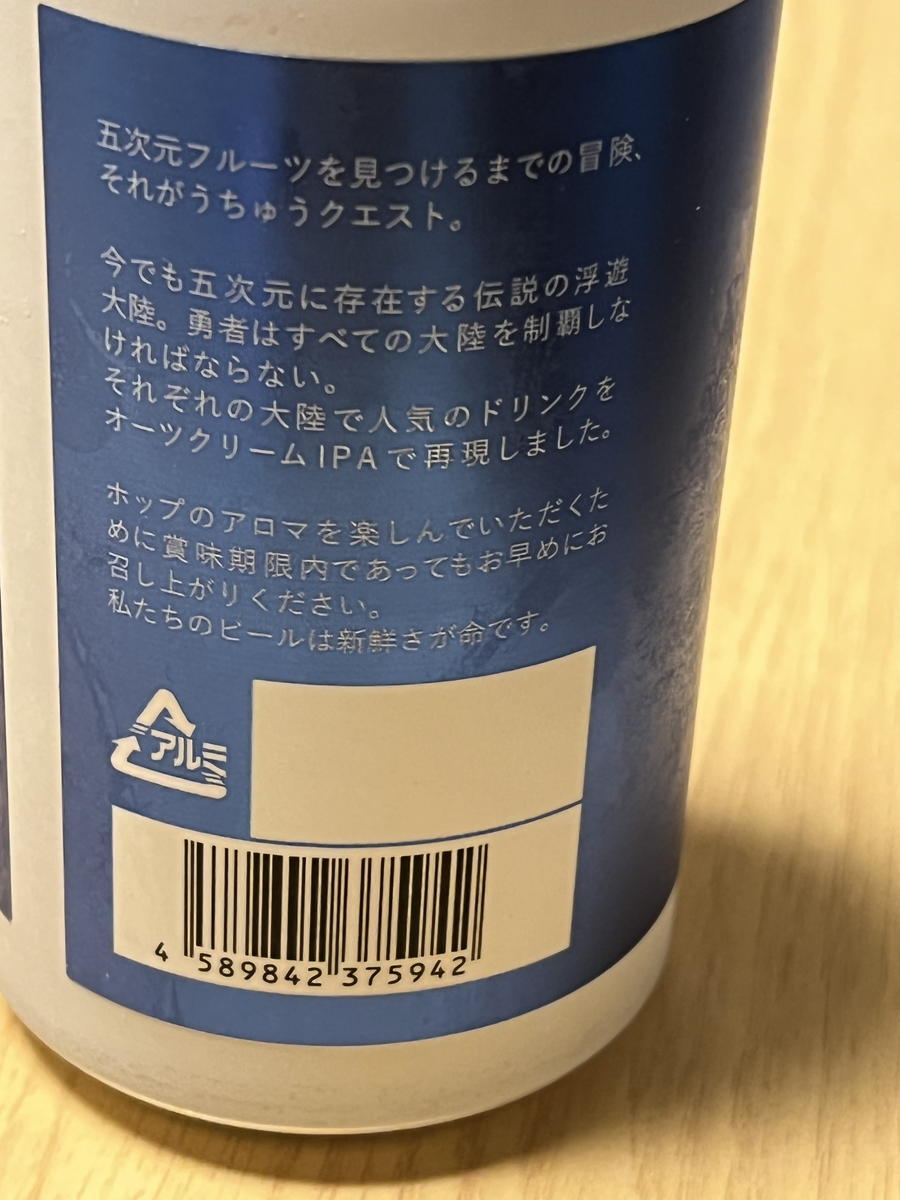 五次元フルーツを見つけるまでの冒険、
それがうちゅうクエスト。
今でも五次元に存在する伝説の浮遊
大陸。勇者はすべての大陸を制覇しな
ければならない。
それぞれの大陸で人気のドリンクを
オーツクリームIPAで再現しました。
ホップのアロマを楽しんでいただくた
めに賞味期限内であってもお早めにお
召し上がりください。
私たちのビールは新鮮さが命です。
アルミ
4 589842 375942